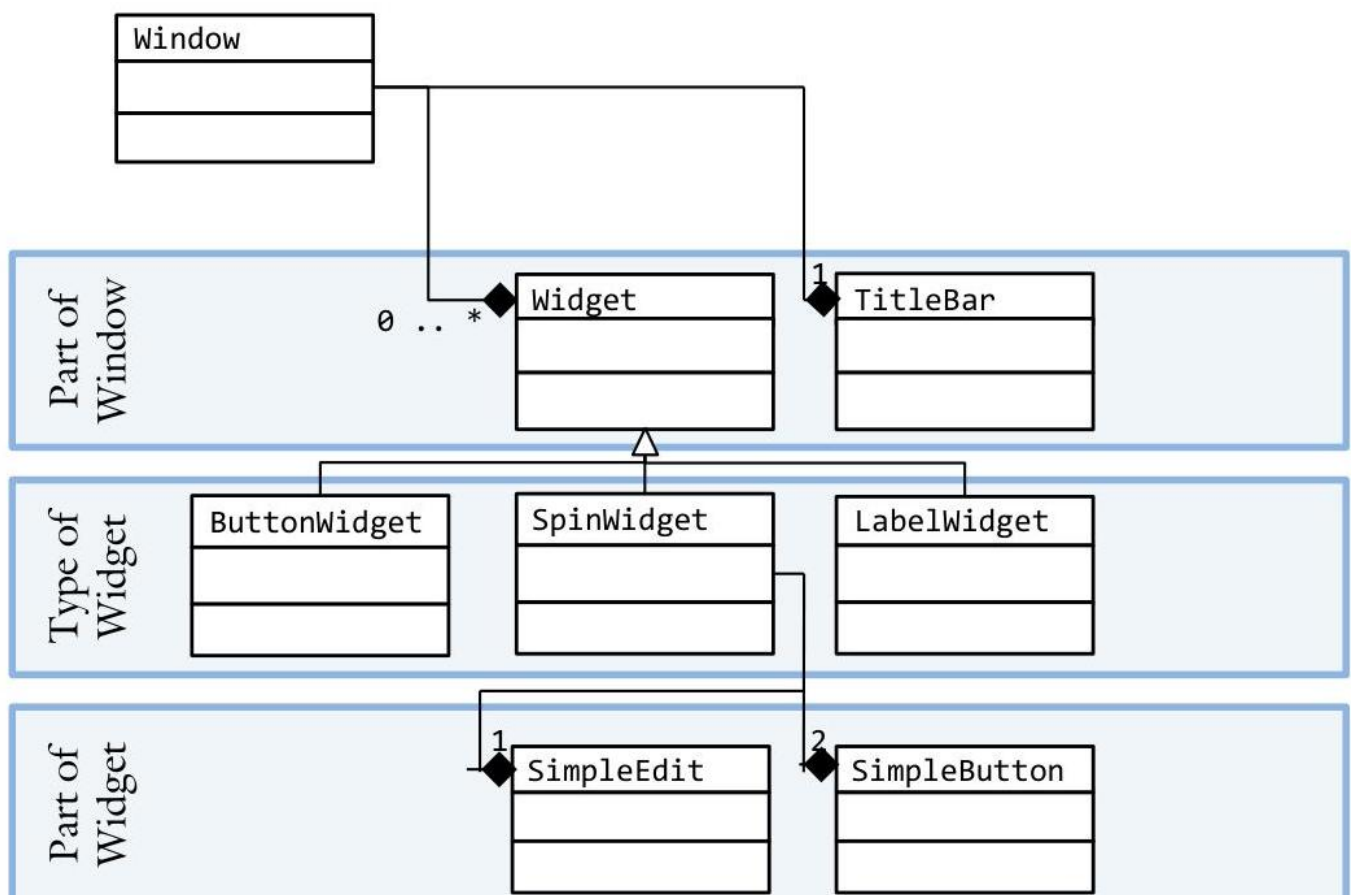 Window
Part of
Window
0 .. *
Widget
1
TitleBar
Type of
Widget
ButtonWidget
SpinWidget
LabelWidget
Part of
Widget
1
SimpleEdit
2
SimpleButton